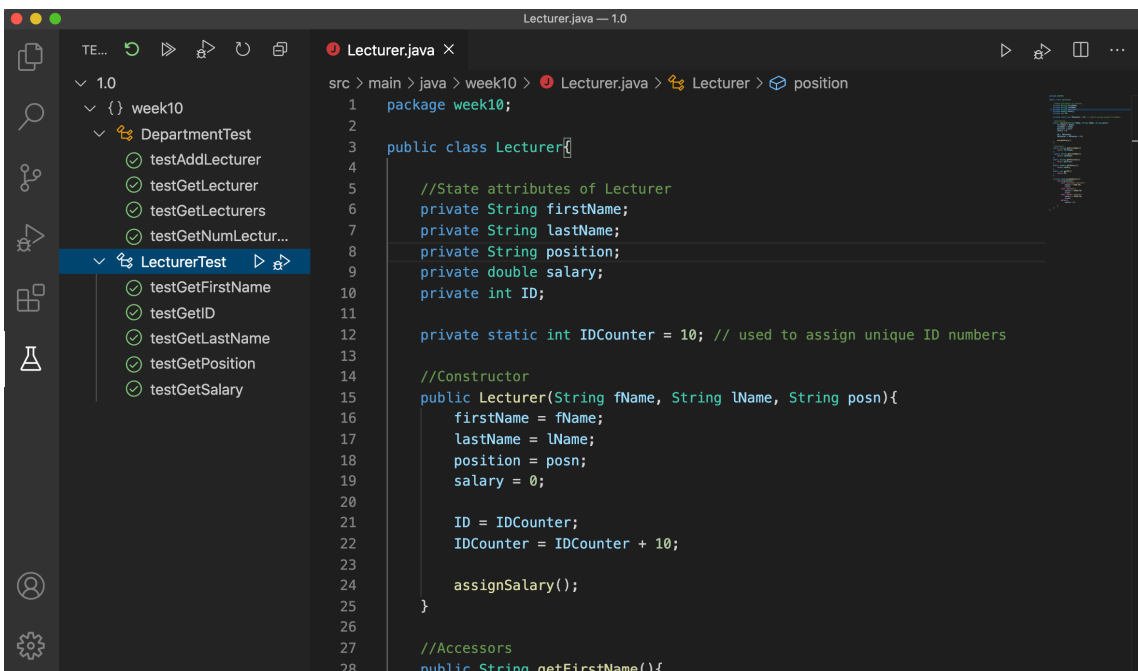 Lecturer.java — 1.0
TE...
1.0
{} week10
DepartmentTest
testAddLecturer
testGetLecturer
testGetLecturers
testGetNumLectur...
LecturerTest
testGetFirstName
testGetID
testGetLastName
testGetPosition
testGetSalary
Lecturer.java ×
src > main > java > week10 > Lecturer.java > Lecturer > position
1 package week10;
2
3 public class Lecturer{
4
5 //State attributes of Lecturer
6 private String firstName;
7 private String lastName;
8 private String position;
9 private double salary;
10 private int ID;
11
12 private static int IDCounter = 10; // used to assign unique ID numbers
13
14 //Constructor
15 public Lecturer(String fName, String lName, String posn){
16 firstName = fName;
17 lastName = lName;
18 position = posn;
19 salary = 0;
20
21 ID = IDCounter;
22 IDCounter = IDCounter + 10;
23
24 assignSalary();
25 }
26
27 //Accessors
28 public String getFirstName(){